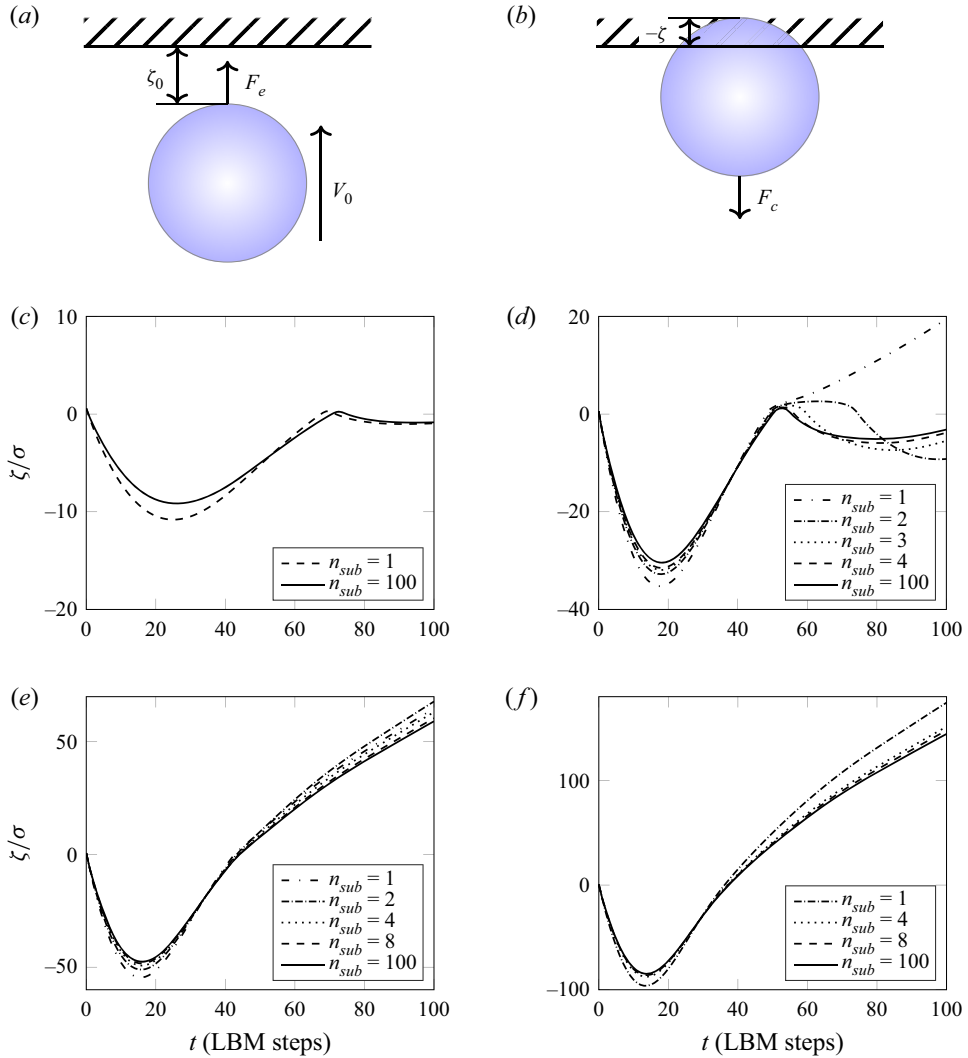 (a)
ζ0
Fe
V0
(b)
−ζ
Fc
(c)
10
0
−10
−20
ζ/σ
0 20 40 60 80 100
nsub = 1
nsub = 100
(d)
20
0
−20
−40
0 20 40 60 80 100
nsub = 1
nsub = 2
nsub = 3
nsub = 4
nsub = 100
(e)
50
0
−50
ζ/σ
0 20 40 60 80 100
t (LBM steps)
nsub = 1
nsub = 2
nsub = 4
nsub = 8
nsub = 100
(f)
100
0
−100
0 20 40 60 80 100
t (LBM steps)
nsub = 1
nsub = 4
nsub = 8
nsub = 100